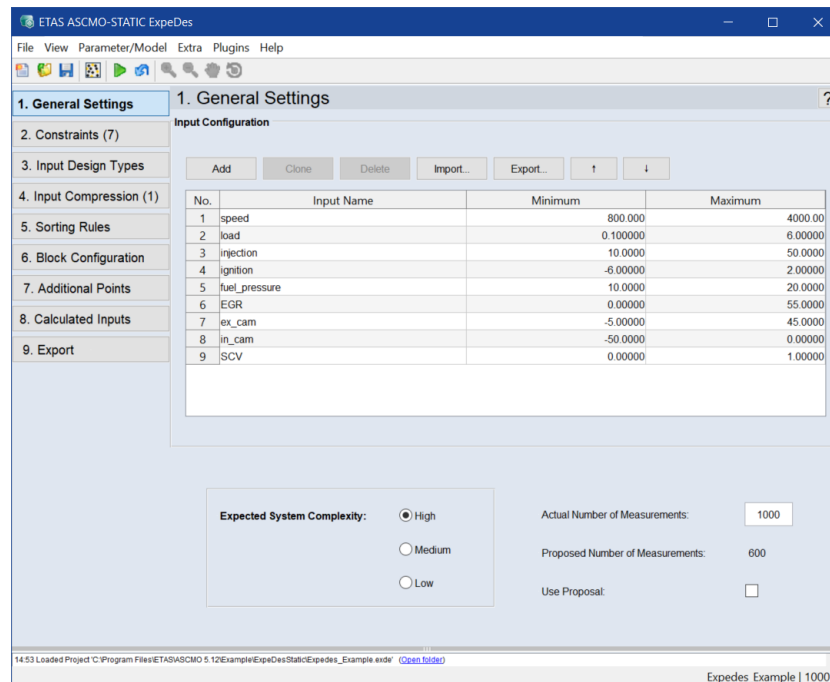 ETAS ASCMO-STATIC ExpeDes
File View Parameter/Model Extra Plugins Help
1. General Settings
2. Constraints (7)
3. Input Design Types
4. Input Compression (1)
5. Sorting Rules
6. Block Configuration
7. Additional Points
8. Calculated Inputs
9. Export
1. General Settings ?
Input Configuration
Add Clone Delete Import... Export... ↑ ↓
No. Input Name Minimum Maximum
1 speed 800.000 4000.00
2 load 0.100000 6.00000
3 injection 10.0000 50.0000
4 ignition -6.00000 2.00000
5 fuel_pressure 10.0000 20.0000
6 EGR 0.00000 55.0000
7 ex_cam -5.00000 45.0000
8 in_cam -50.0000 0.00000
9 SCV 0.00000 1.00000
Expected System Complexity: High
Medium
Low
Actual Number of Measurements: 1000
Proposed Number of Measurements: 600
Use Proposal:
14:53 Loaded Project 'C:\Program Files\ETAS\ASCMO 5.12\Example\ExpeDesStatic\Expedes_Example.exde' (Open folder)
Expedes_Example | 1000